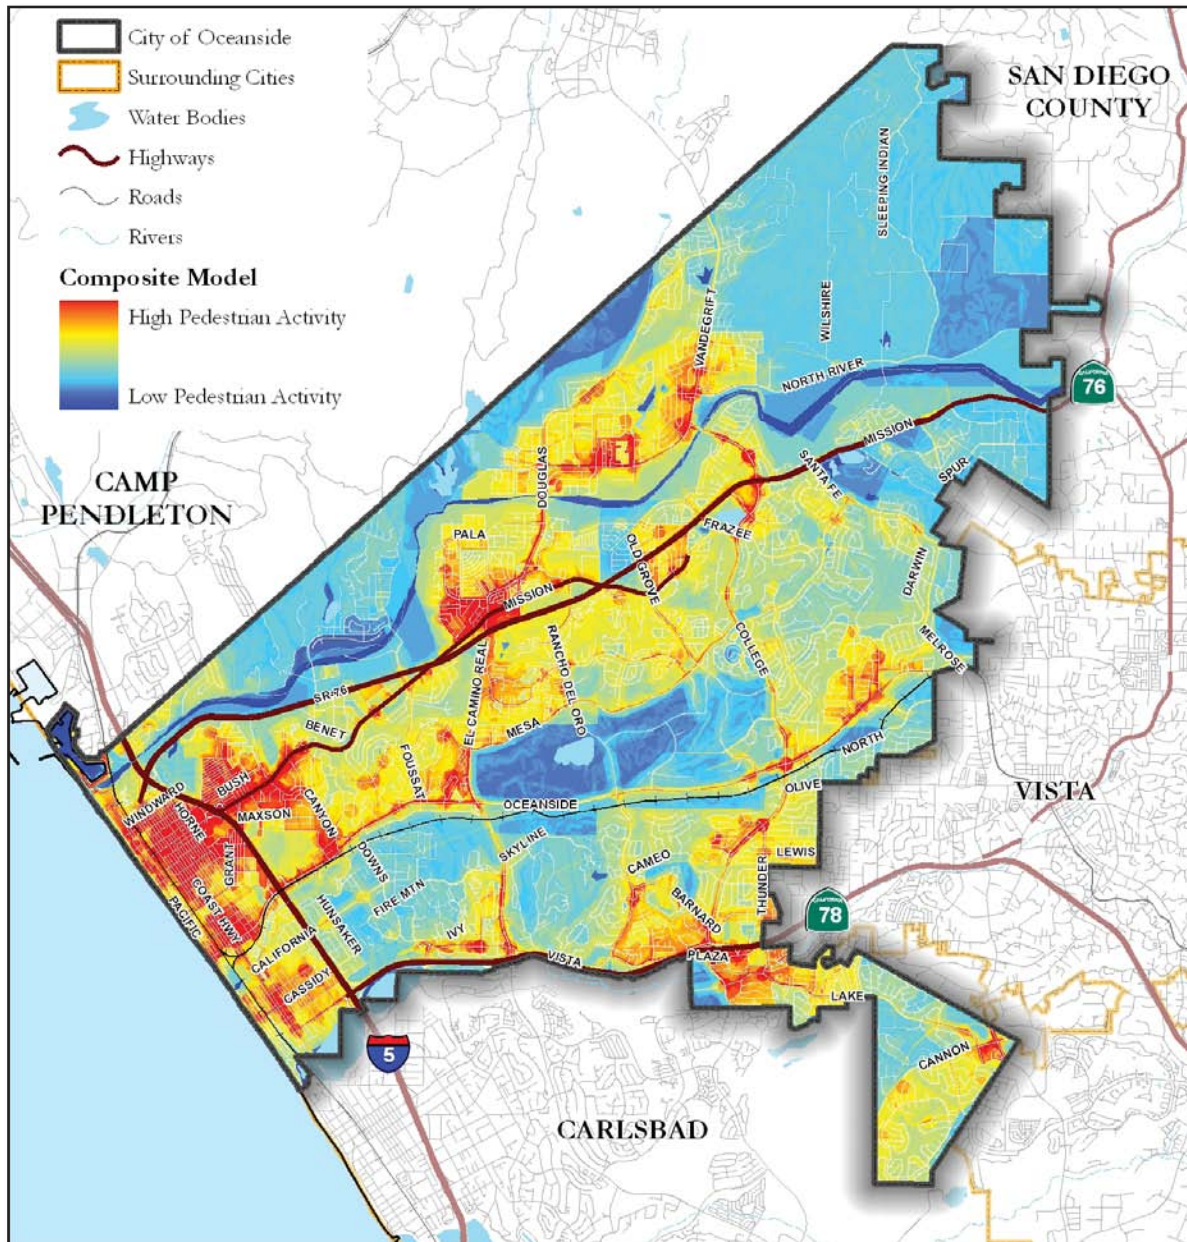 City of Oceanside
Surrounding Cities
Water Bodies
Highways
Roads
Rivers
Composite Model
High Pedestrian Activity
Low Pedestrian Activity
SAN DIEGO
COUNTY
CAMP
PENDLETON
VISTA
CARLSBAD
SLEEPING INDIAN
WILSHIRE
VANDEGRIFT
NORTH RIVER
CALIFORNIA
76
MISSION
SANTA FE
SPUR
DOUGLAS
PALA
FRAZEE
OLD GROVE
DARWIN
MISSION
RANCHO DEL ORO
COLLEGE
MELROSE
EL CAMINO REAL
SR-76
BENET
MESA
NORTH
FOUSSAT
BUSH
WINDWARD
HORNE
MAXSON
CANYON
OCEANSIDE
OLIVE
GRANT
DOWNS
SKYLINE
LEWIS
CAMEO
FIRE MTN
THUNDER
COAST HWY
PACIFIC
HUNSAKER
BARNARD
CALIFORNIA
78
IVY
CALIFORNIA
VISTA
PLAZA
CASSIDY
LAKE
5
CANNON